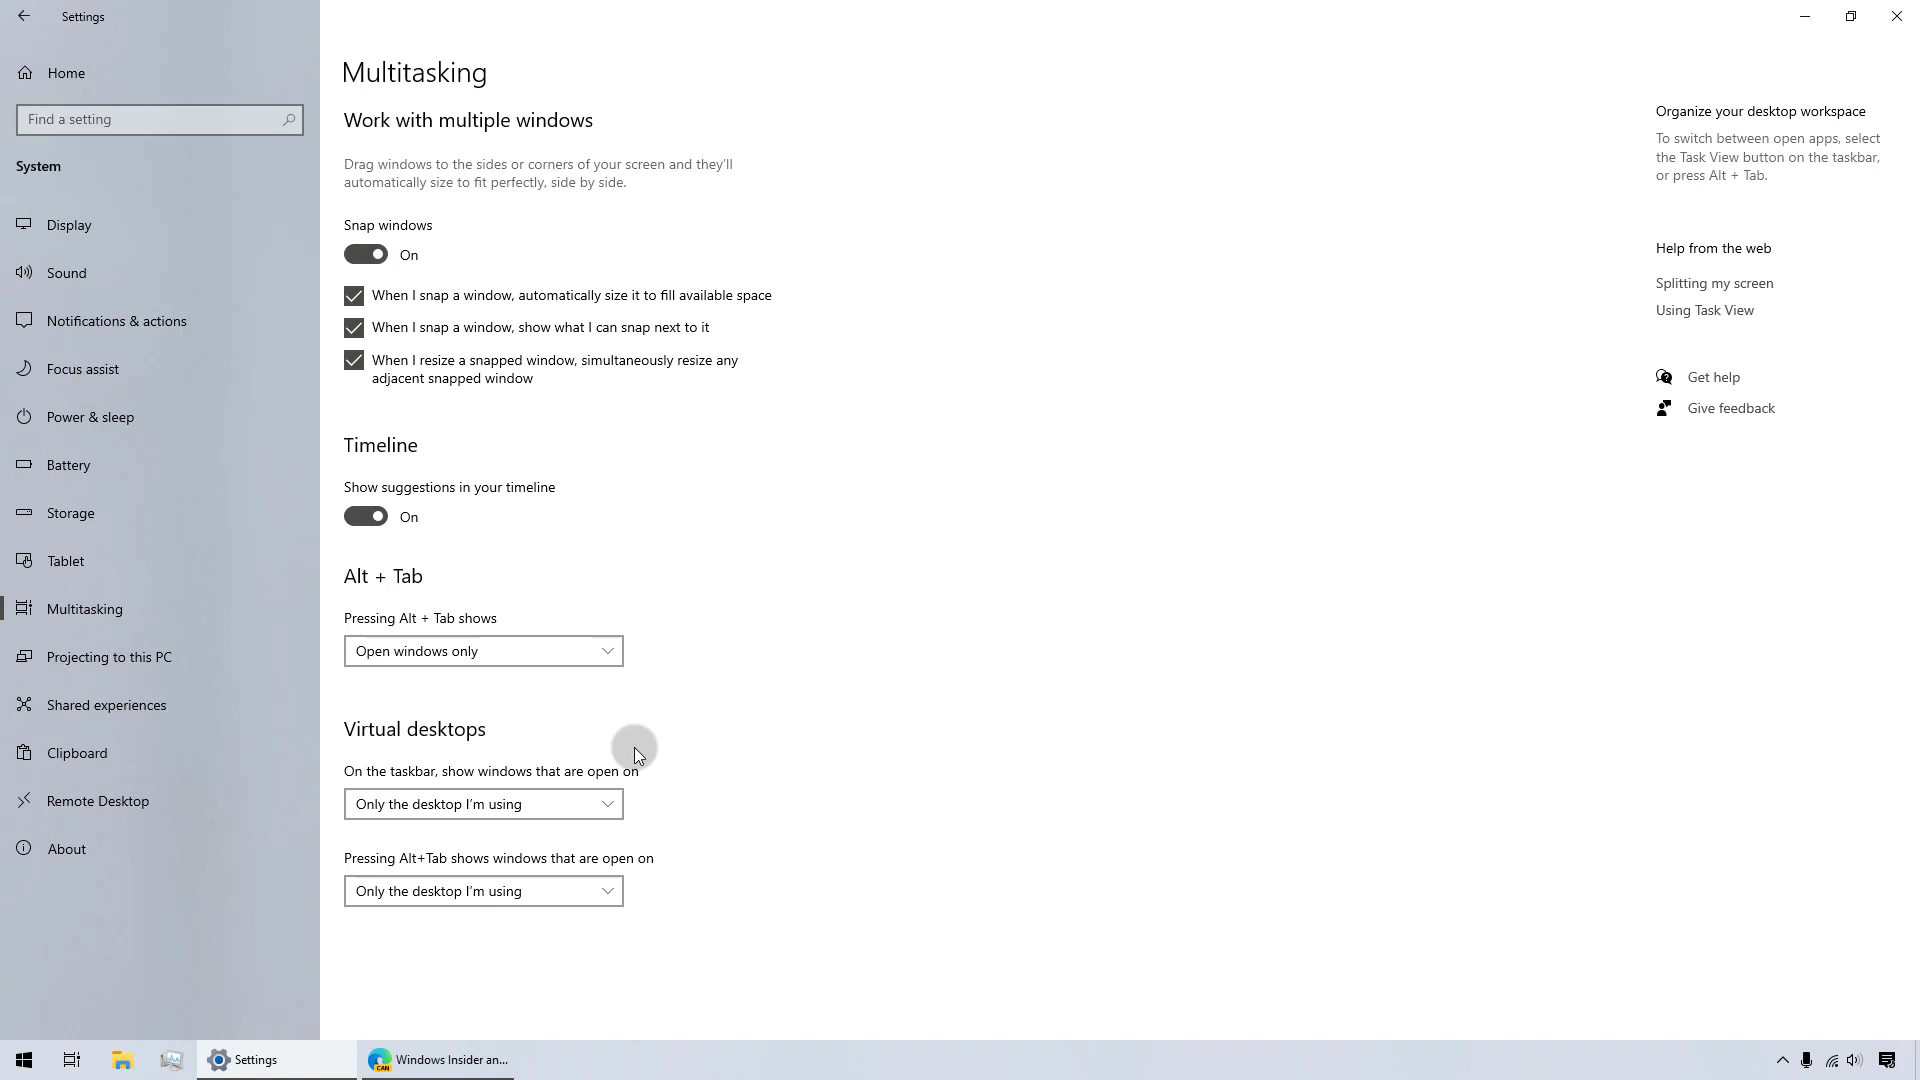 Settings
Home
Find a setting
System
Display
Sound
Notifications & actions
Focus assist
Power & sleep
Battery
Storage
Tablet
Multitasking
Projecting to this PC
Shared experiences
Clipboard
Remote Desktop
About
Multitasking
Work with multiple windows
Drag windows to the sides or corners of your screen and they'll
automatically size to fit perfectly, side by side.
Snap windows
On
When I snap a window, automatically size it to fill available space
When I snap a window, show what I can snap next to it
When I resize a snapped window, simultaneously resize any
adjacent snapped window
Timeline
Show suggestions in your timeline
On
Alt + Tab
Pressing Alt + Tab shows
Open windows only
Virtual desktops
On the taskbar, show windows that are open on
Only the desktop I'm using
Pressing Alt+Tab shows windows that are open on
Only the desktop I'm using
Organize your desktop workspace
To switch between open apps, select
the Task View button on the taskbar,
or press Alt + Tab.
Help from the web
Splitting my screen
Using Task View
Get help
Give feedback
Settings
CAN
Windows Insider an...